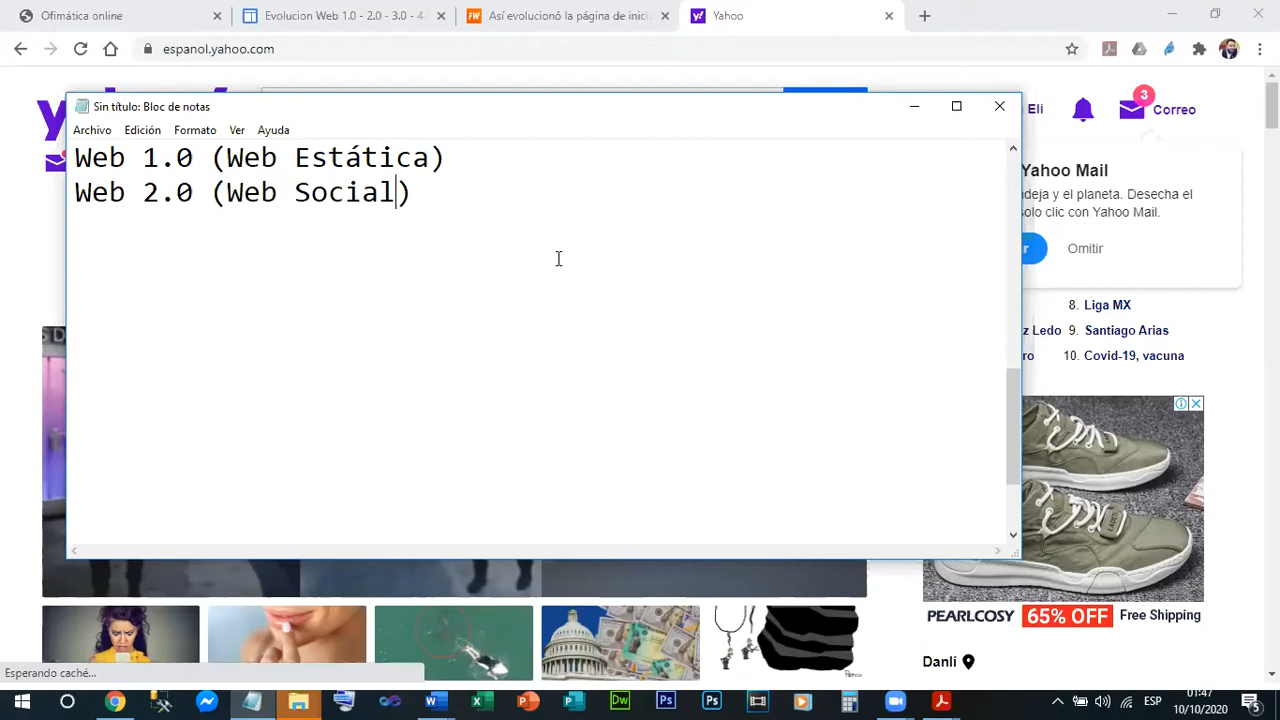 Ofimática online
Evolucion Web 1.0 - 2.0 - 3.0 - 4
Así evolucionó la página de inici
Yahoo
espanol.yahoo.com
Sin título: Bloc de notas
Archivo Edición Formato Ver Ayuda
Web 1.0 (Web Estática)
Web 2.0 (Web Social)
Elí
3
Correo
Yahoo Mail
ndeja y el planeta. Desecha el
solo clic con Yahoo Mail.
r Omitir
8. Liga MX
z Ledo 9. Santiago Arias
ro 10. Covid-19, vacuna
PEARLCOSY 65% OFF Free Shipping
Danlí
Esperando caché...
ESP
01:47
10/10/2020
5